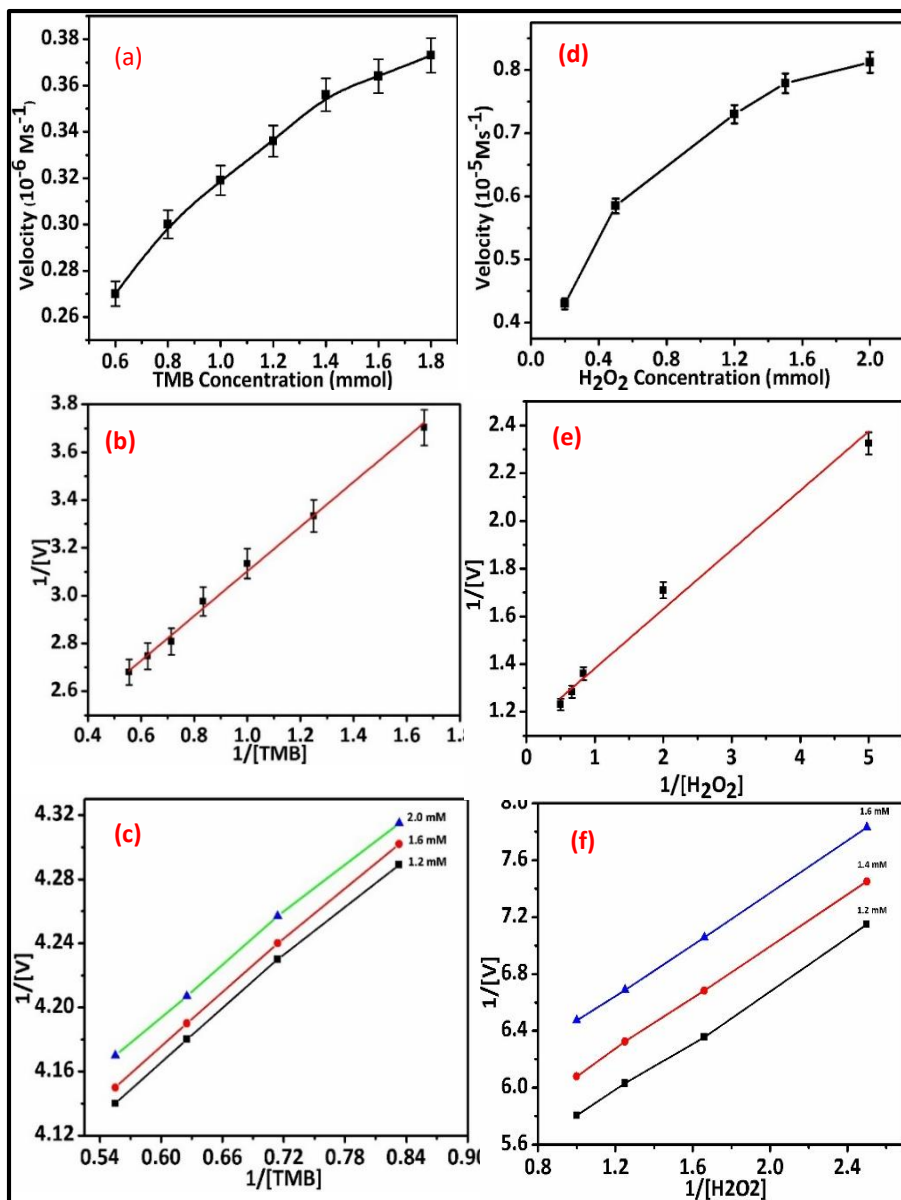 (a)
0.38
0.36
0.34
0.32
0.30
0.28
0.26
Velocity (10⁻⁶ Ms⁻¹)
0.6 0.8 1.0 1.2 1.4 1.6 1.8
TMB Concentration (mmol)
(d)
0.8
0.7
0.6
0.5
0.4
Velocity (10⁻⁵Ms⁻¹)
0.0 0.4 0.8 1.2 1.6 2.0
H₂O₂ Concentration (mmol)
(b)
3.8
3.4
3.0
2.6
1/[V]
0.4 0.6 0.8 1.0 1.2 1.4 1.6 1.8
1/[TMB]
(e)
2.4
2.0
1.6
1.2
1/[V]
0 1 2 3 4 5
1/[H₂O₂]
(c)
4.32
4.28
4.24
4.20
4.16
4.12
1/[V]
2.0 mM
1.6 mM
1.2 mM
0.54 0.60 0.66 0.72 0.78 0.84 0.90
1/[TMB]
(f)
8.0
7.6
7.2
6.8
6.4
6.0
5.6
1/[V]
1.6 mM
1.4 mM
1.2 mM
0.8 1.2 1.6 2.0 2.4
1/[H2O2]